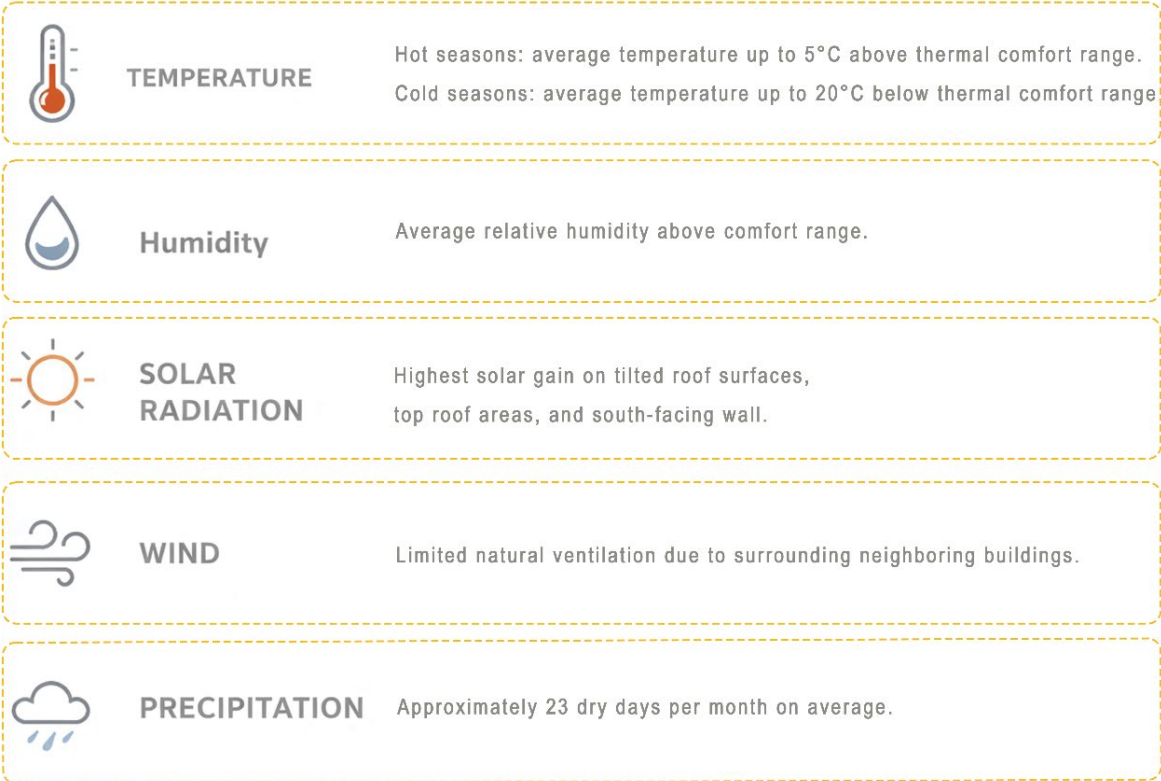 TEMPERATURE
Hot seasons: average temperature up to 5°C above thermal comfort range.
Cold seasons: average temperature up to 20°C below thermal comfort range
Humidity
Average relative humidity above comfort range.
SOLAR
RADIATION
Highest solar gain on tilted roof surfaces,
top roof areas, and south-facing wall.
WIND
Limited natural ventilation due to surrounding neighboring buildings.
PRECIPITATION
Approximately 23 dry days per month on average.